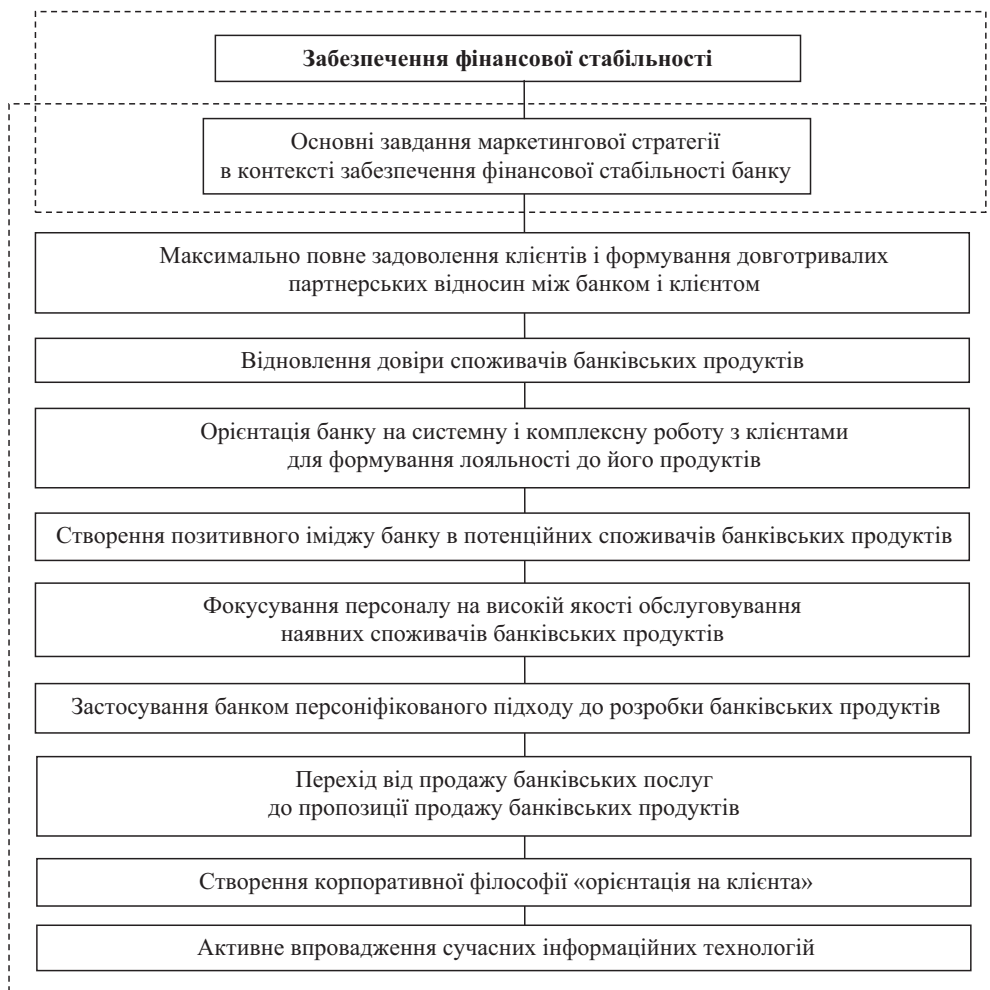 Забезпечення фінансової стабільності
Основні завдання маркетингової стратегії
в контексті забезпечення фінансової стабільності банку
Максимально повне задоволення клієнтів і формування довготривалих
партнерських відносин між банком і клієнтом
Відновлення довіри споживачів банківських продуктів
Орієнтація банку на системну і комплексну роботу з клієнтами
для формування лояльності до його продуктів
Створення позитивного іміджу банку в потенційних споживачів банківських продуктів
Фокусування персоналу на високій якості обслуговування
наявних споживачів банківських продуктів
Застосування банком персоніфікованого підходу до розробки банківських продуктів
Перехід від продажу банківських послуг
до пропозиції продажу банківських продуктів
Створення корпоративної філософії «орієнтація на клієнта»
Активне впровадження сучасних інформаційних технологій